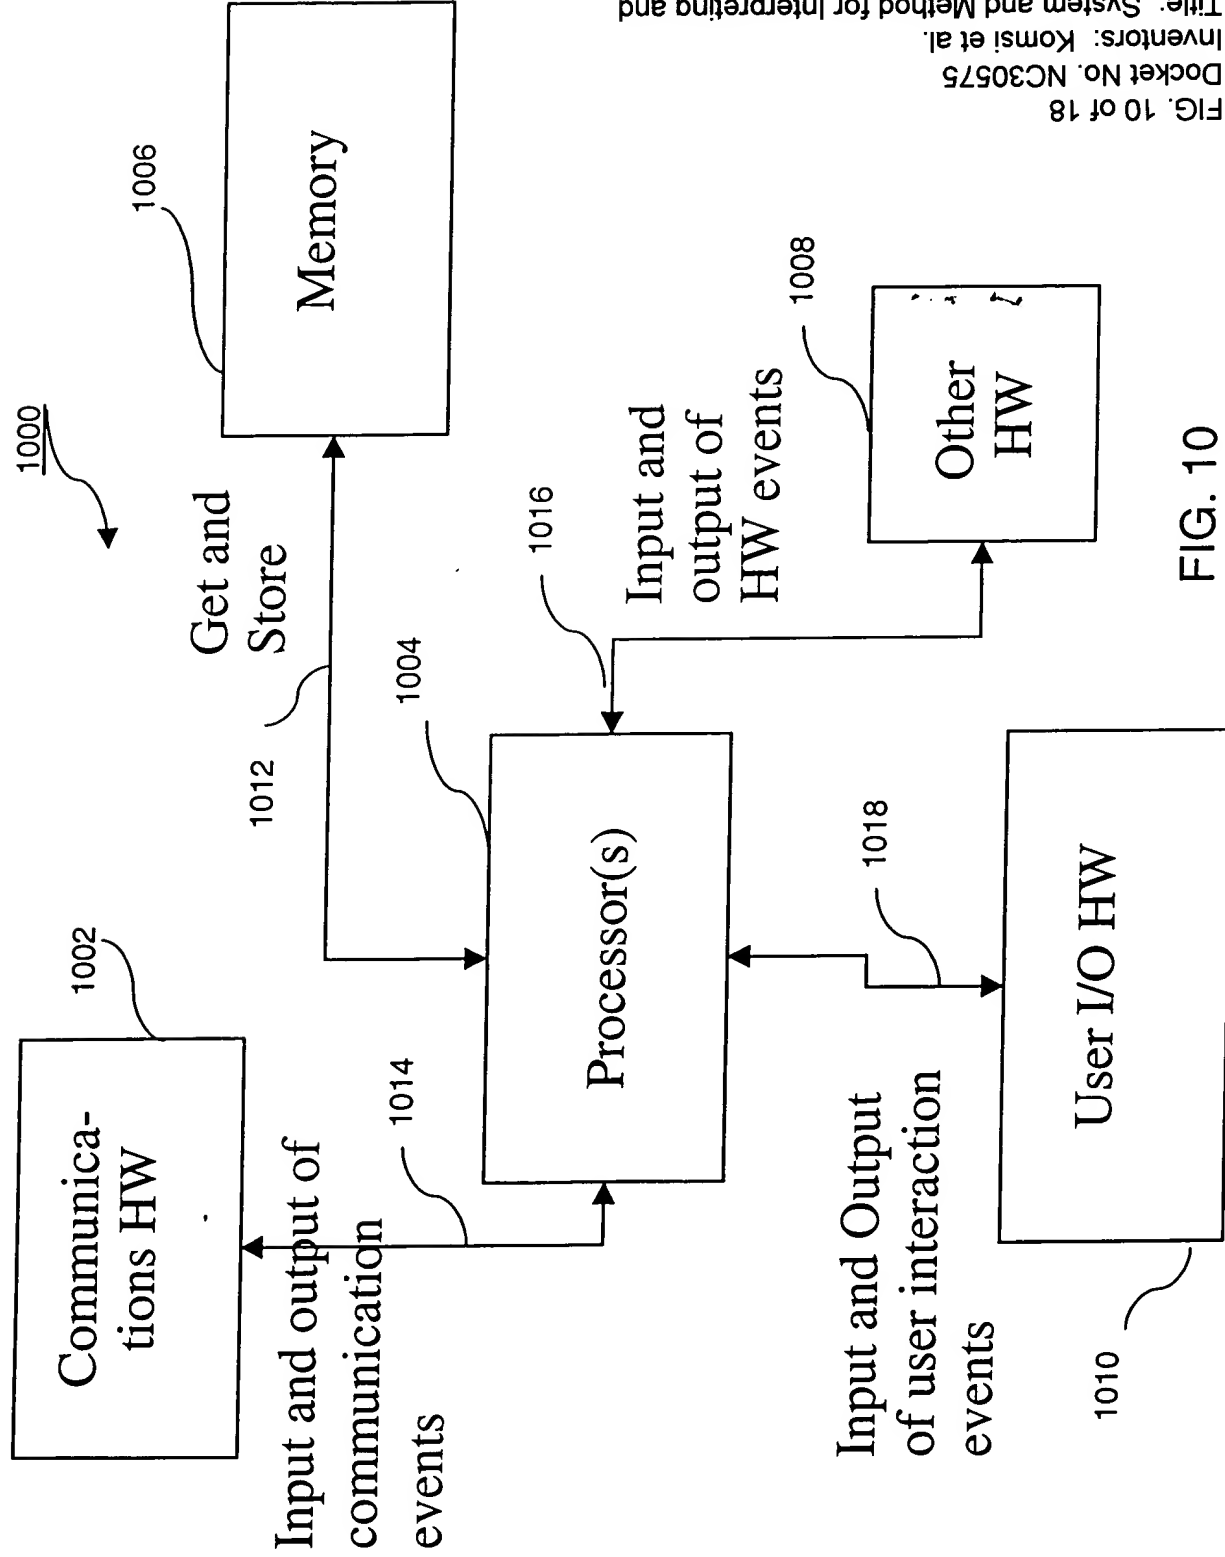 FIG. 10 of 18
Docket No. NC30575
Inventors: Komsi et al.
Title: System and Method for Interpreting and
1000
Communica-
tions HW
1002
Input and output of
communication
events
1014
Get and
Store
1012
Memory
1006
Processor(s)
1004
1016
Input and
output of
HW events
Other
HW
1008
Input and Output
of user interaction
events
1018
User I/O HW
1010
FIG. 10